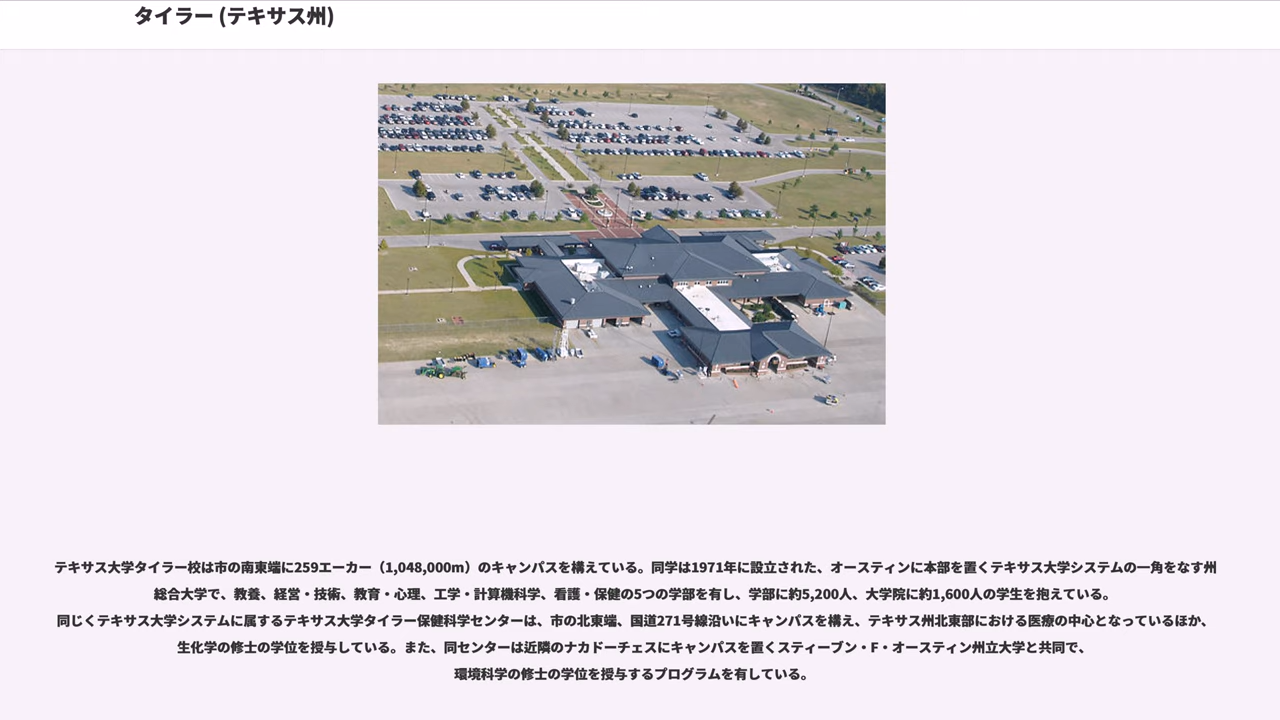 タイラー (テキサス州)
テキサス大学タイラー校は市の南東端に259エーカー（1,048,000m）のキャンパスを構えている。同学は1971年に設立された、オースティンに本部を置くテキサス大学システムの一角をなす州
総合大学で、教養、経営・技術、教育・心理、工学・計算機科学、看護・保健の5つの学部を有し、学部に約5,200人、大学院に約1,600人の学生を抱えている。
同じくテキサス大学システムに属するテキサス大学タイラー保健科学センターは、市の北東端、国道271号線沿いにキャンパスを構え、テキサス州北東部における医療の中心となっているほか、
生化学の修士の学位を授与している。また、同センターは近隣のナカドーチェスにキャンパスを置くスティーブン・F・オースティン州立大学と共同で、
環境科学の修士の学位を授与するプログラムを有している。